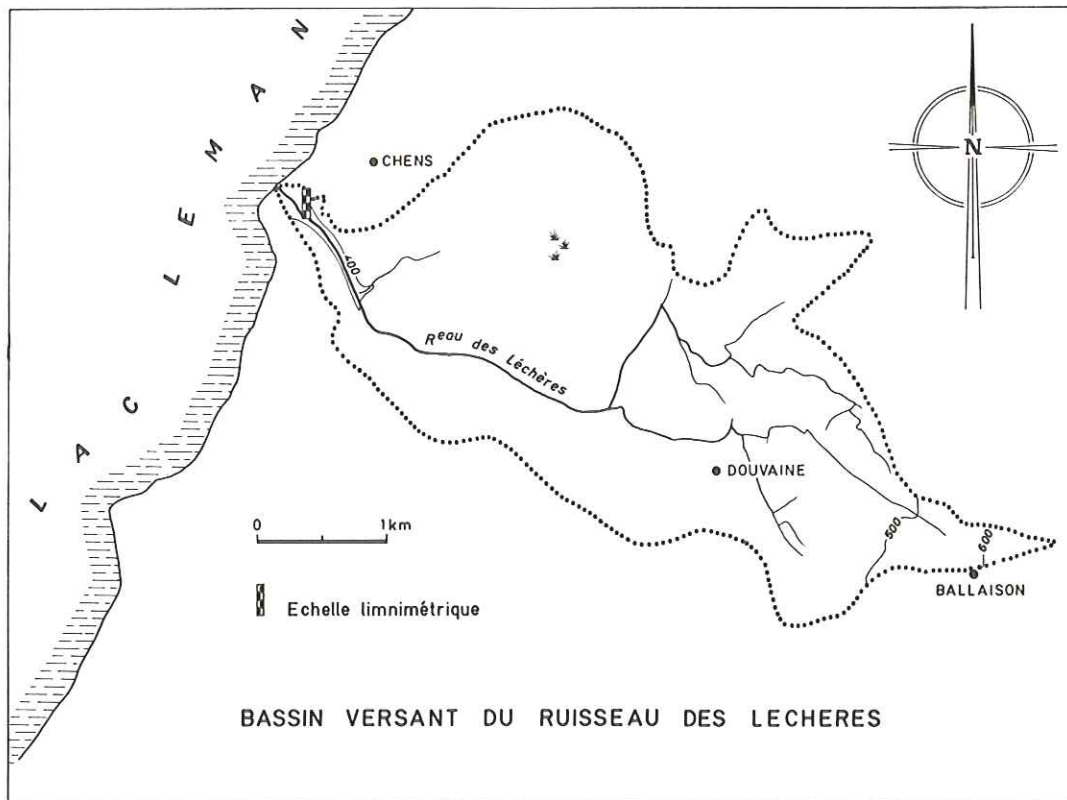 LAC LEMAN
N
CHENS
400
Reau des Léchères
DOUVAINE
500
600
BALLAISON
0 1km
Echelle limnimétrique
BASSIN VERSANT DU RUISSEAU DES LECHERES